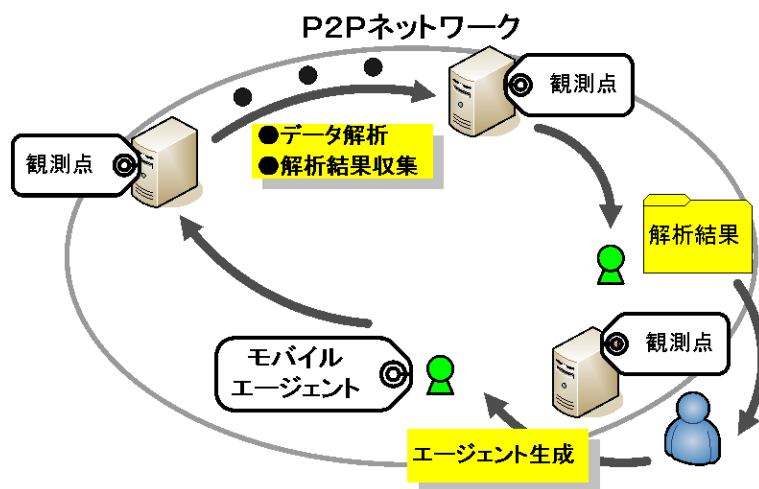 P2Pネットワーク
観測点
観測点
●データ解析
●解析結果収集
解析結果
観測点
モバイル
エージェント
エージェント生成